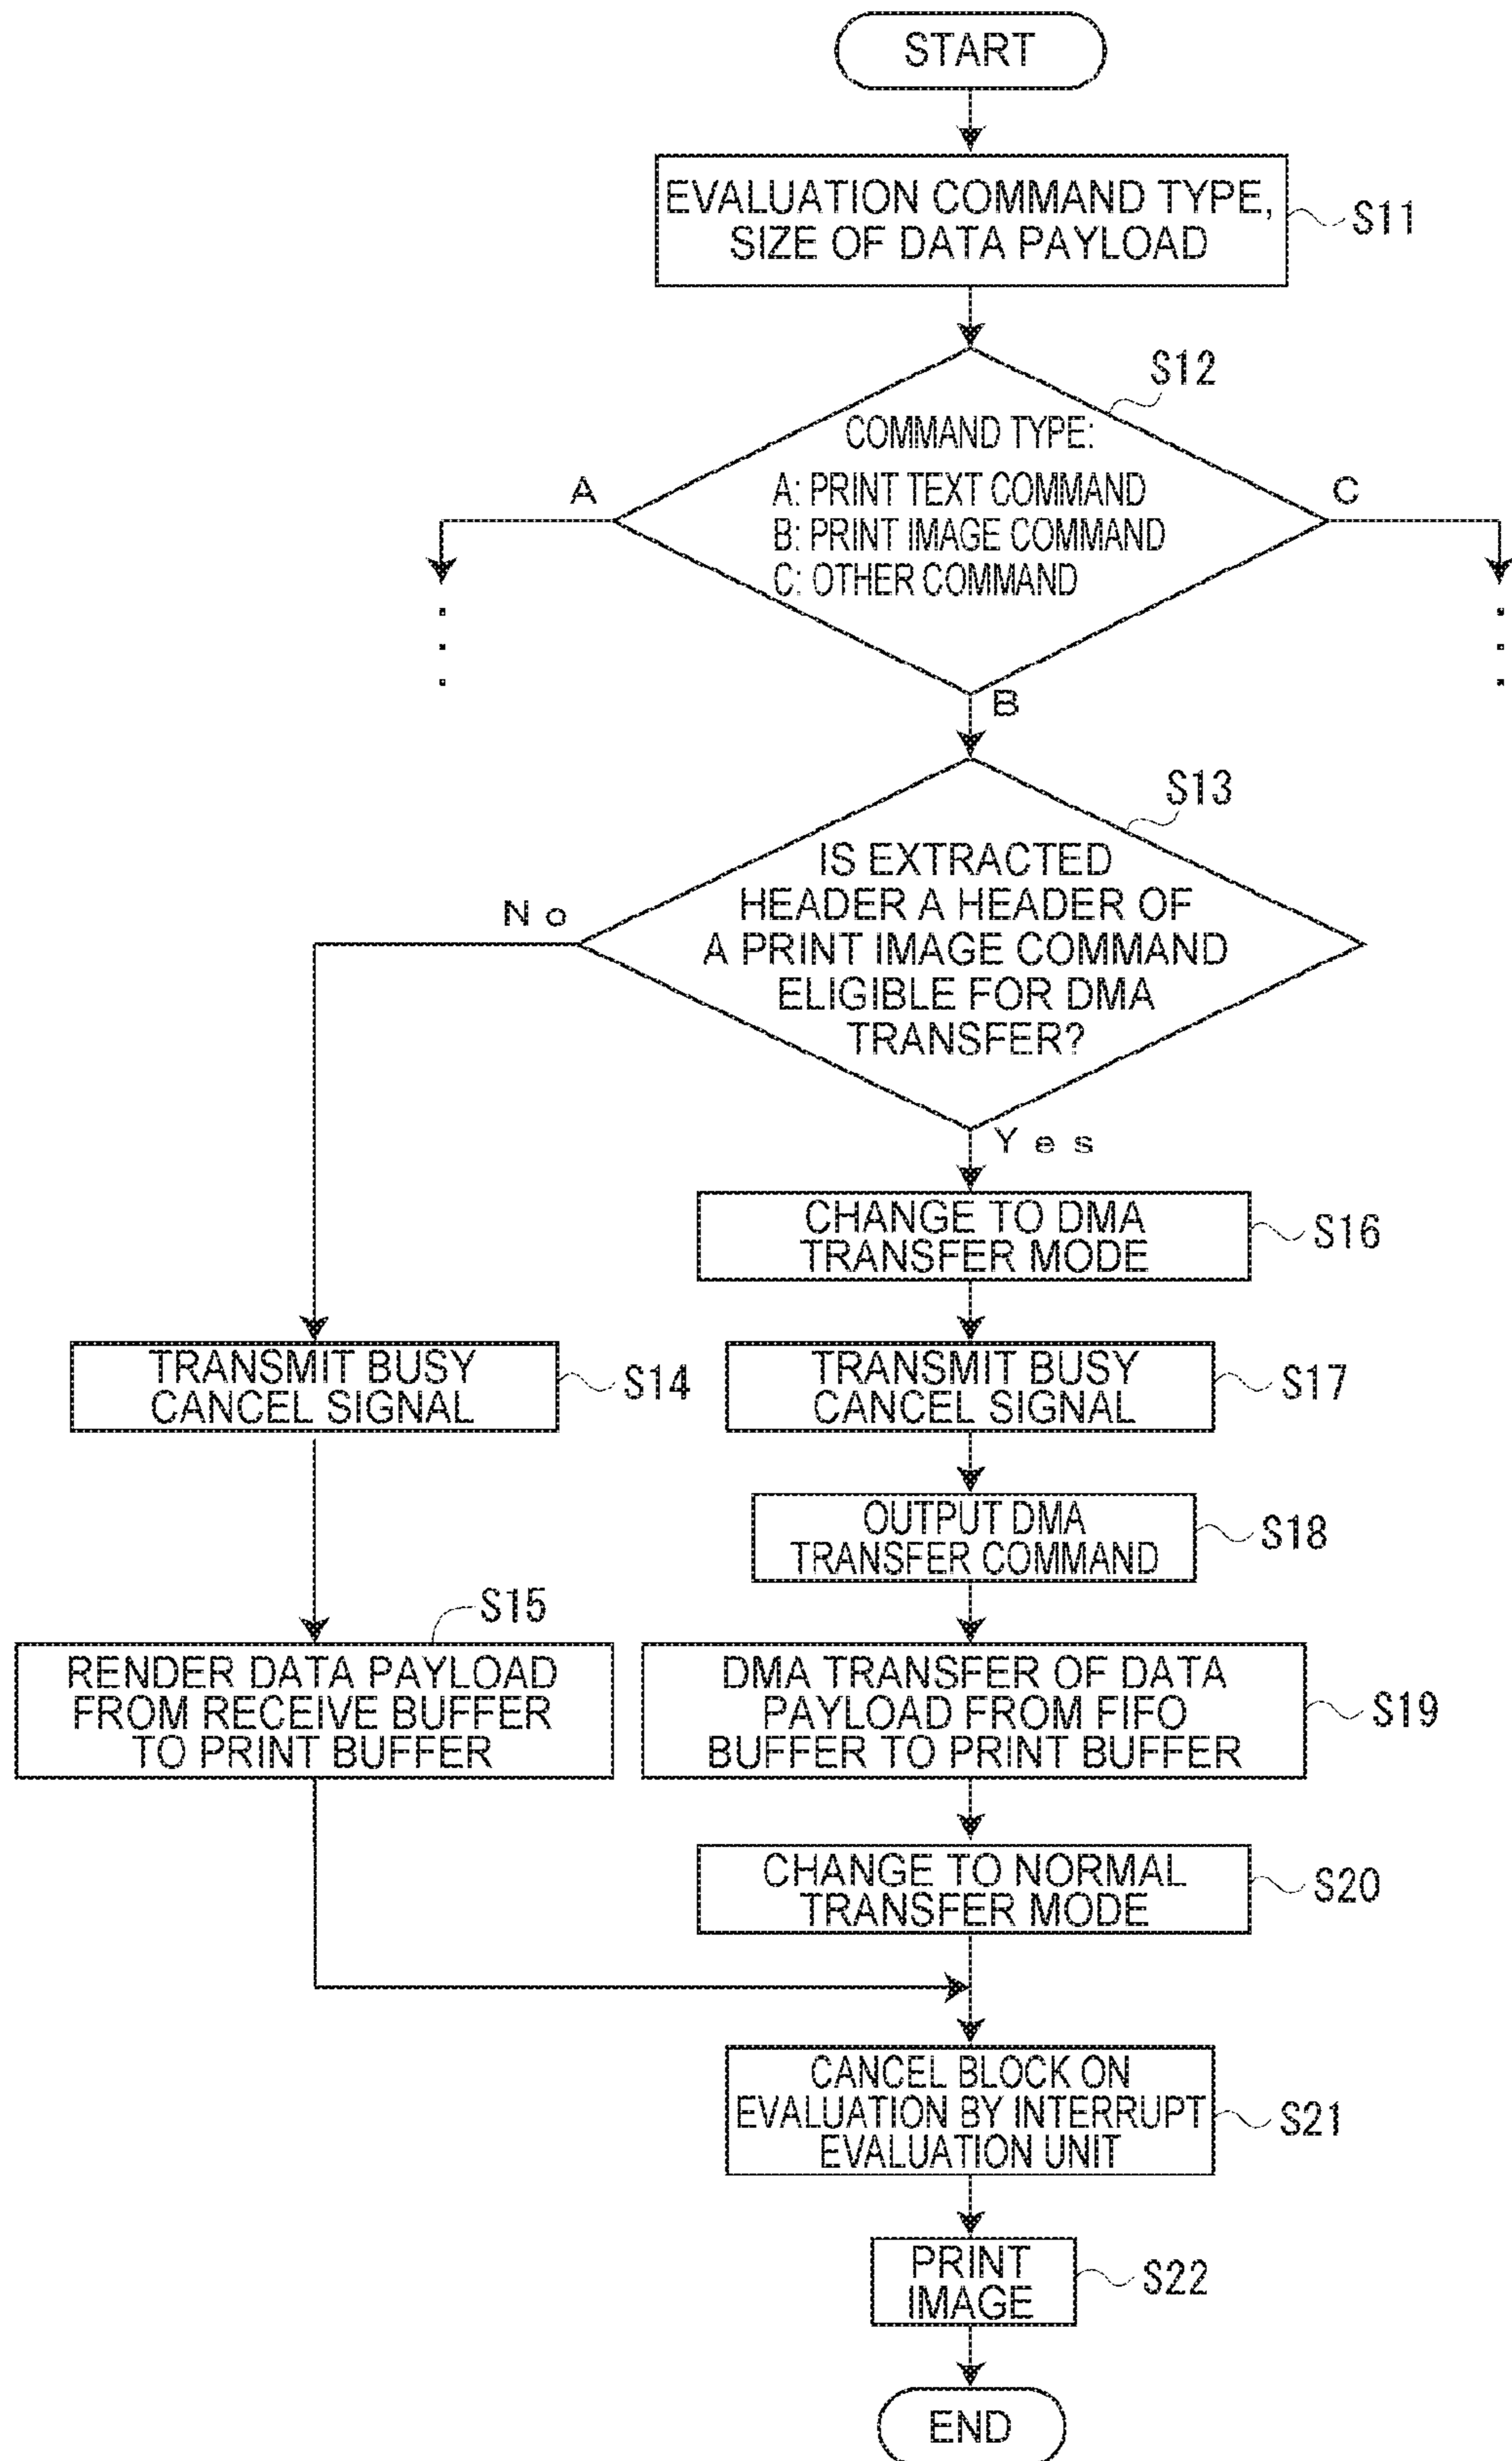 START
EVALUATION COMMAND TYPE,
SIZE OF DATA PAYLOAD
S11
S12
COMMAND TYPE:
A: PRINT TEXT COMMAND
B: PRINT IMAGE COMMAND
C: OTHER COMMAND
A
C
B
S13
IS EXTRACTED
HEADER A HEADER OF
A PRINT IMAGE COMMAND
ELIGIBLE FOR DMA
TRANSFER?
No
Yes
CHANGE TO DMA
TRANSFER MODE
S16
TRANSMIT BUSY
CANCEL SIGNAL
S14
TRANSMIT BUSY
CANCEL SIGNAL
S17
OUTPUT DMA
TRANSFER COMMAND
S18
S15
RENDER DATA PAYLOAD
FROM RECEIVE BUFFER
TO PRINT BUFFER
DMA TRANSFER OF DATA
PAYLOAD FROM FIFO
BUFFER TO PRINT BUFFER
S19
CHANGE TO NORMAL
TRANSFER MODE
S20
CANCEL BLOCK ON
EVALUATION BY INTERRUPT
EVALUATION UNIT
S21
PRINT
IMAGE
S22
END